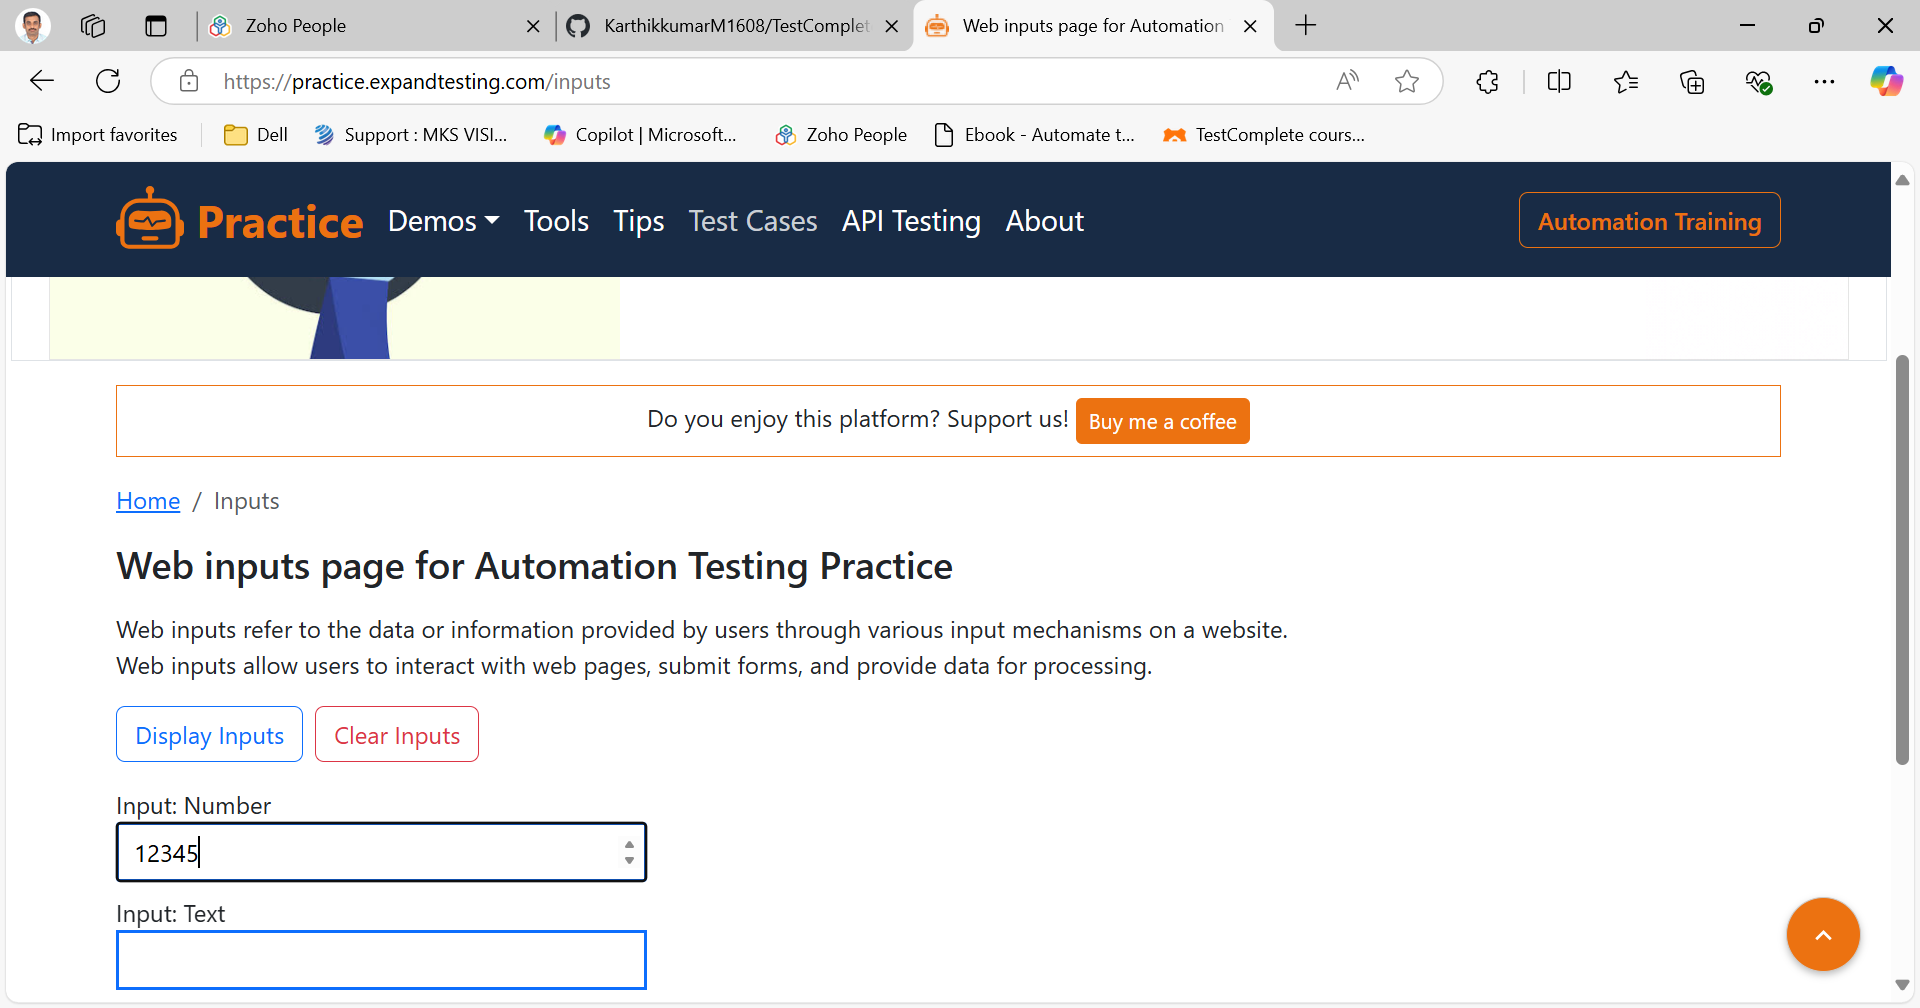 Zoho People
KarthikkumarM1608/TestComplet
Web inputs page for Automation
https://practice.expandtesting.com/inputs
Import favorites
Dell
Support : MKS VISI...
Copilot | Microsoft...
Zoho People
Ebook - Automate t...
TestComplete cours...
Practice
Demos
Tools
Tips
Test Cases
API Testing
About
Automation Training
Do you enjoy this platform? Support us! Buy me a coffee
Home / Inputs
Web inputs page for Automation Testing Practice
Web inputs refer to the data or information provided by users through various input mechanisms on a website.
Web inputs allow users to interact with web pages, submit forms, and provide data for processing.
Display Inputs
Clear Inputs
Input: Number
12345
Input: Text